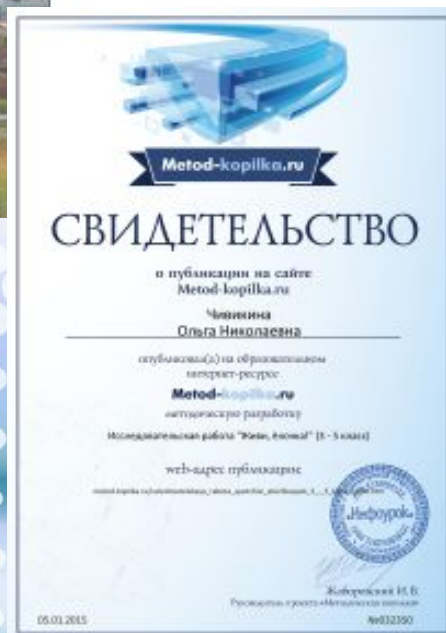 Metod-kopilka.ru
СВИДЕТЕЛЬСТВО
о публикации на сайте
Metod-kopilka.ru
Чивикина
Ольга Николаевна
опубликовал(а) на образовательном
интернет-ресурсе
Metod-kopilka.ru
методическую разработку
Исследовательская работа "Живи, ёлочка!" (3 - 5 класс)
web-адрес публикации
«Инфоурок»
Жаборовский И.В.
Руководитель проекта «Методическая копилка»
05.01.2015
№032350